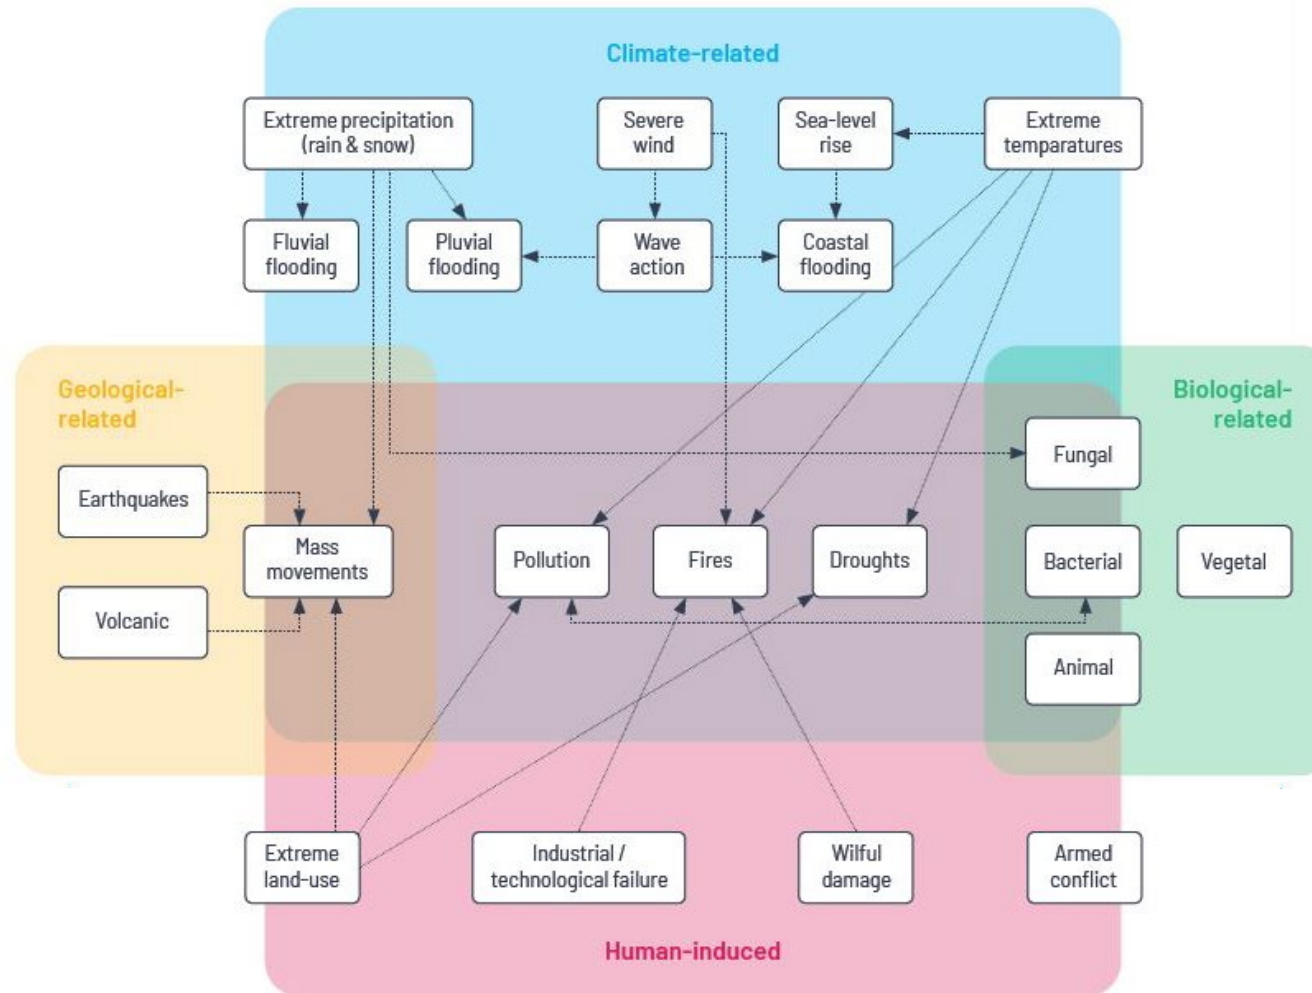 Climate-related
Extreme precipitation
(rain & snow)
Severe
wind
Sea-level
rise
Extreme
temparatures
Fluvial
flooding
Pluvial
flooding
Wave
action
Coastal
flooding
Geological-
related
Biological-
related
Fungal
Earthquakes
Mass
movements
Pollution
Fires
Droughts
Bacterial
Vegetal
Volcanic
Animal
Extreme
land-use
Industrial /
technological failure
Wilful
damage
Armed
conflict
Human-induced